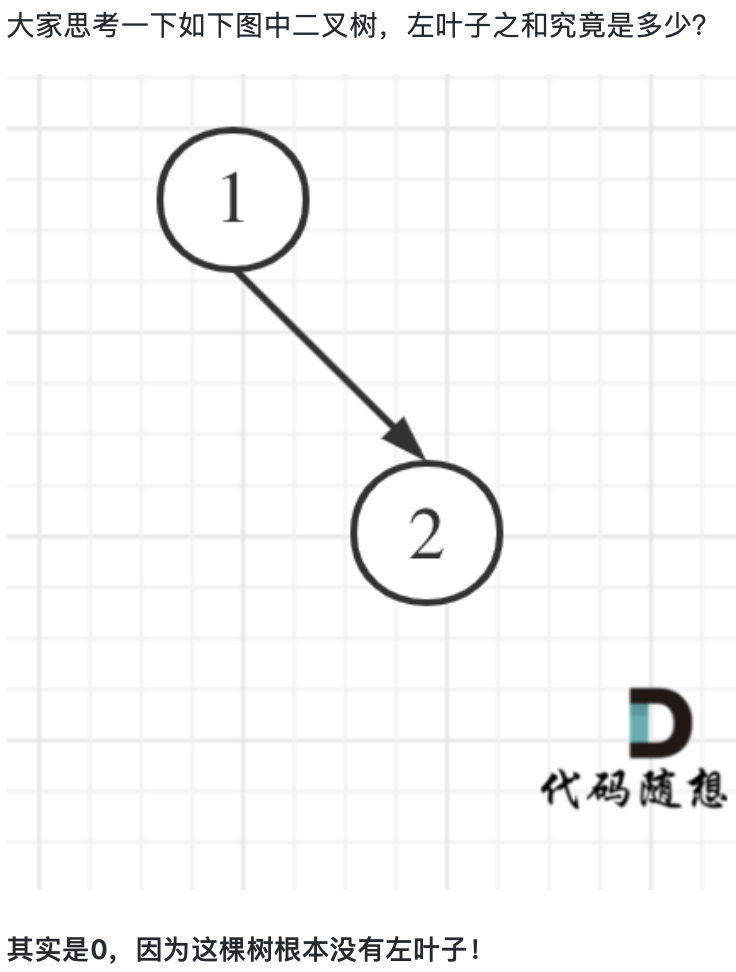 大家思考一下如下图中二叉树，左叶子之和究竟是多少？
1
2
D
代码随想
其实是0，因为这棵树根本没有左叶子！